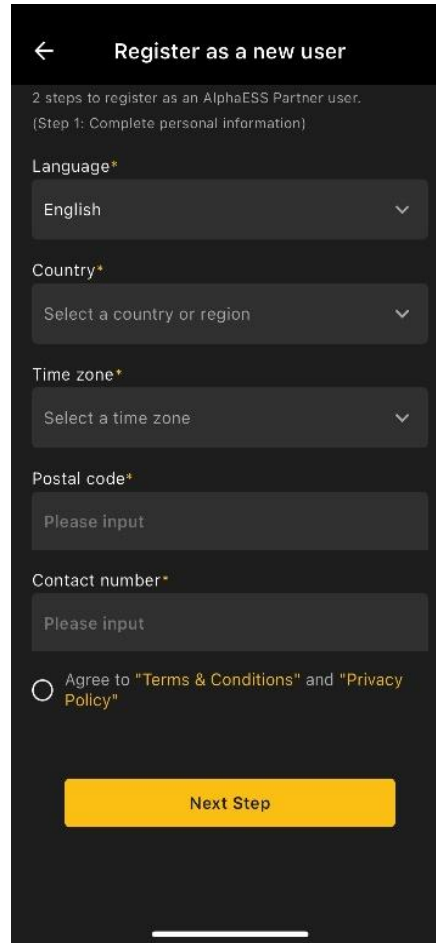 Register as a new user
2 steps to register as an AlphaESS Partner user.
(Step 1: Complete personal information)
Language*
English
Country*
Select a country or region
Time zone*
Select a time zone
Postal code*
Please input
Contact number*
Please input
Agree to "Terms & Conditions" and "Privacy
Policy"
Next Step